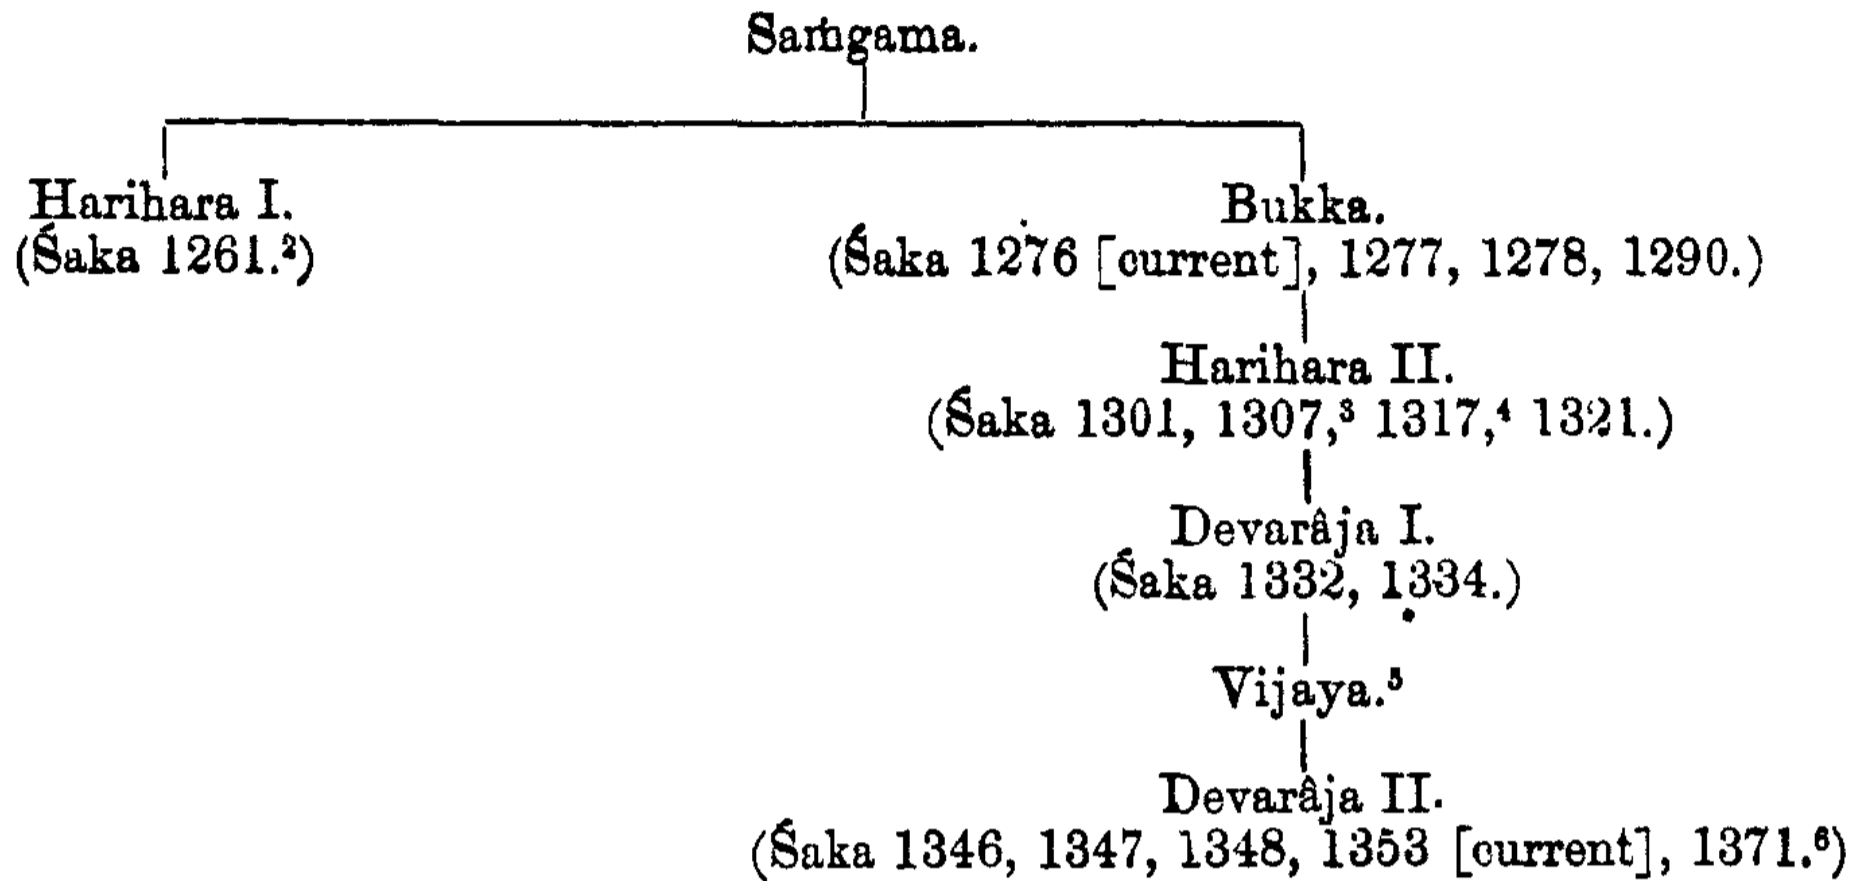 Saṁgama.
Harihara I.
(Śaka 1261.²)
Bukka.
(Śaka 1276 [current], 1277, 1278, 1290.)
Harihara II.
(Śaka 1301, 1307,³ 1317,⁴ 1321.)
Devarâja I.
(Śaka 1332, 1334.)
Vijaya.⁵
Devarâja II.
(Śaka 1346, 1347, 1348, 1353 [current], 1371.⁶)